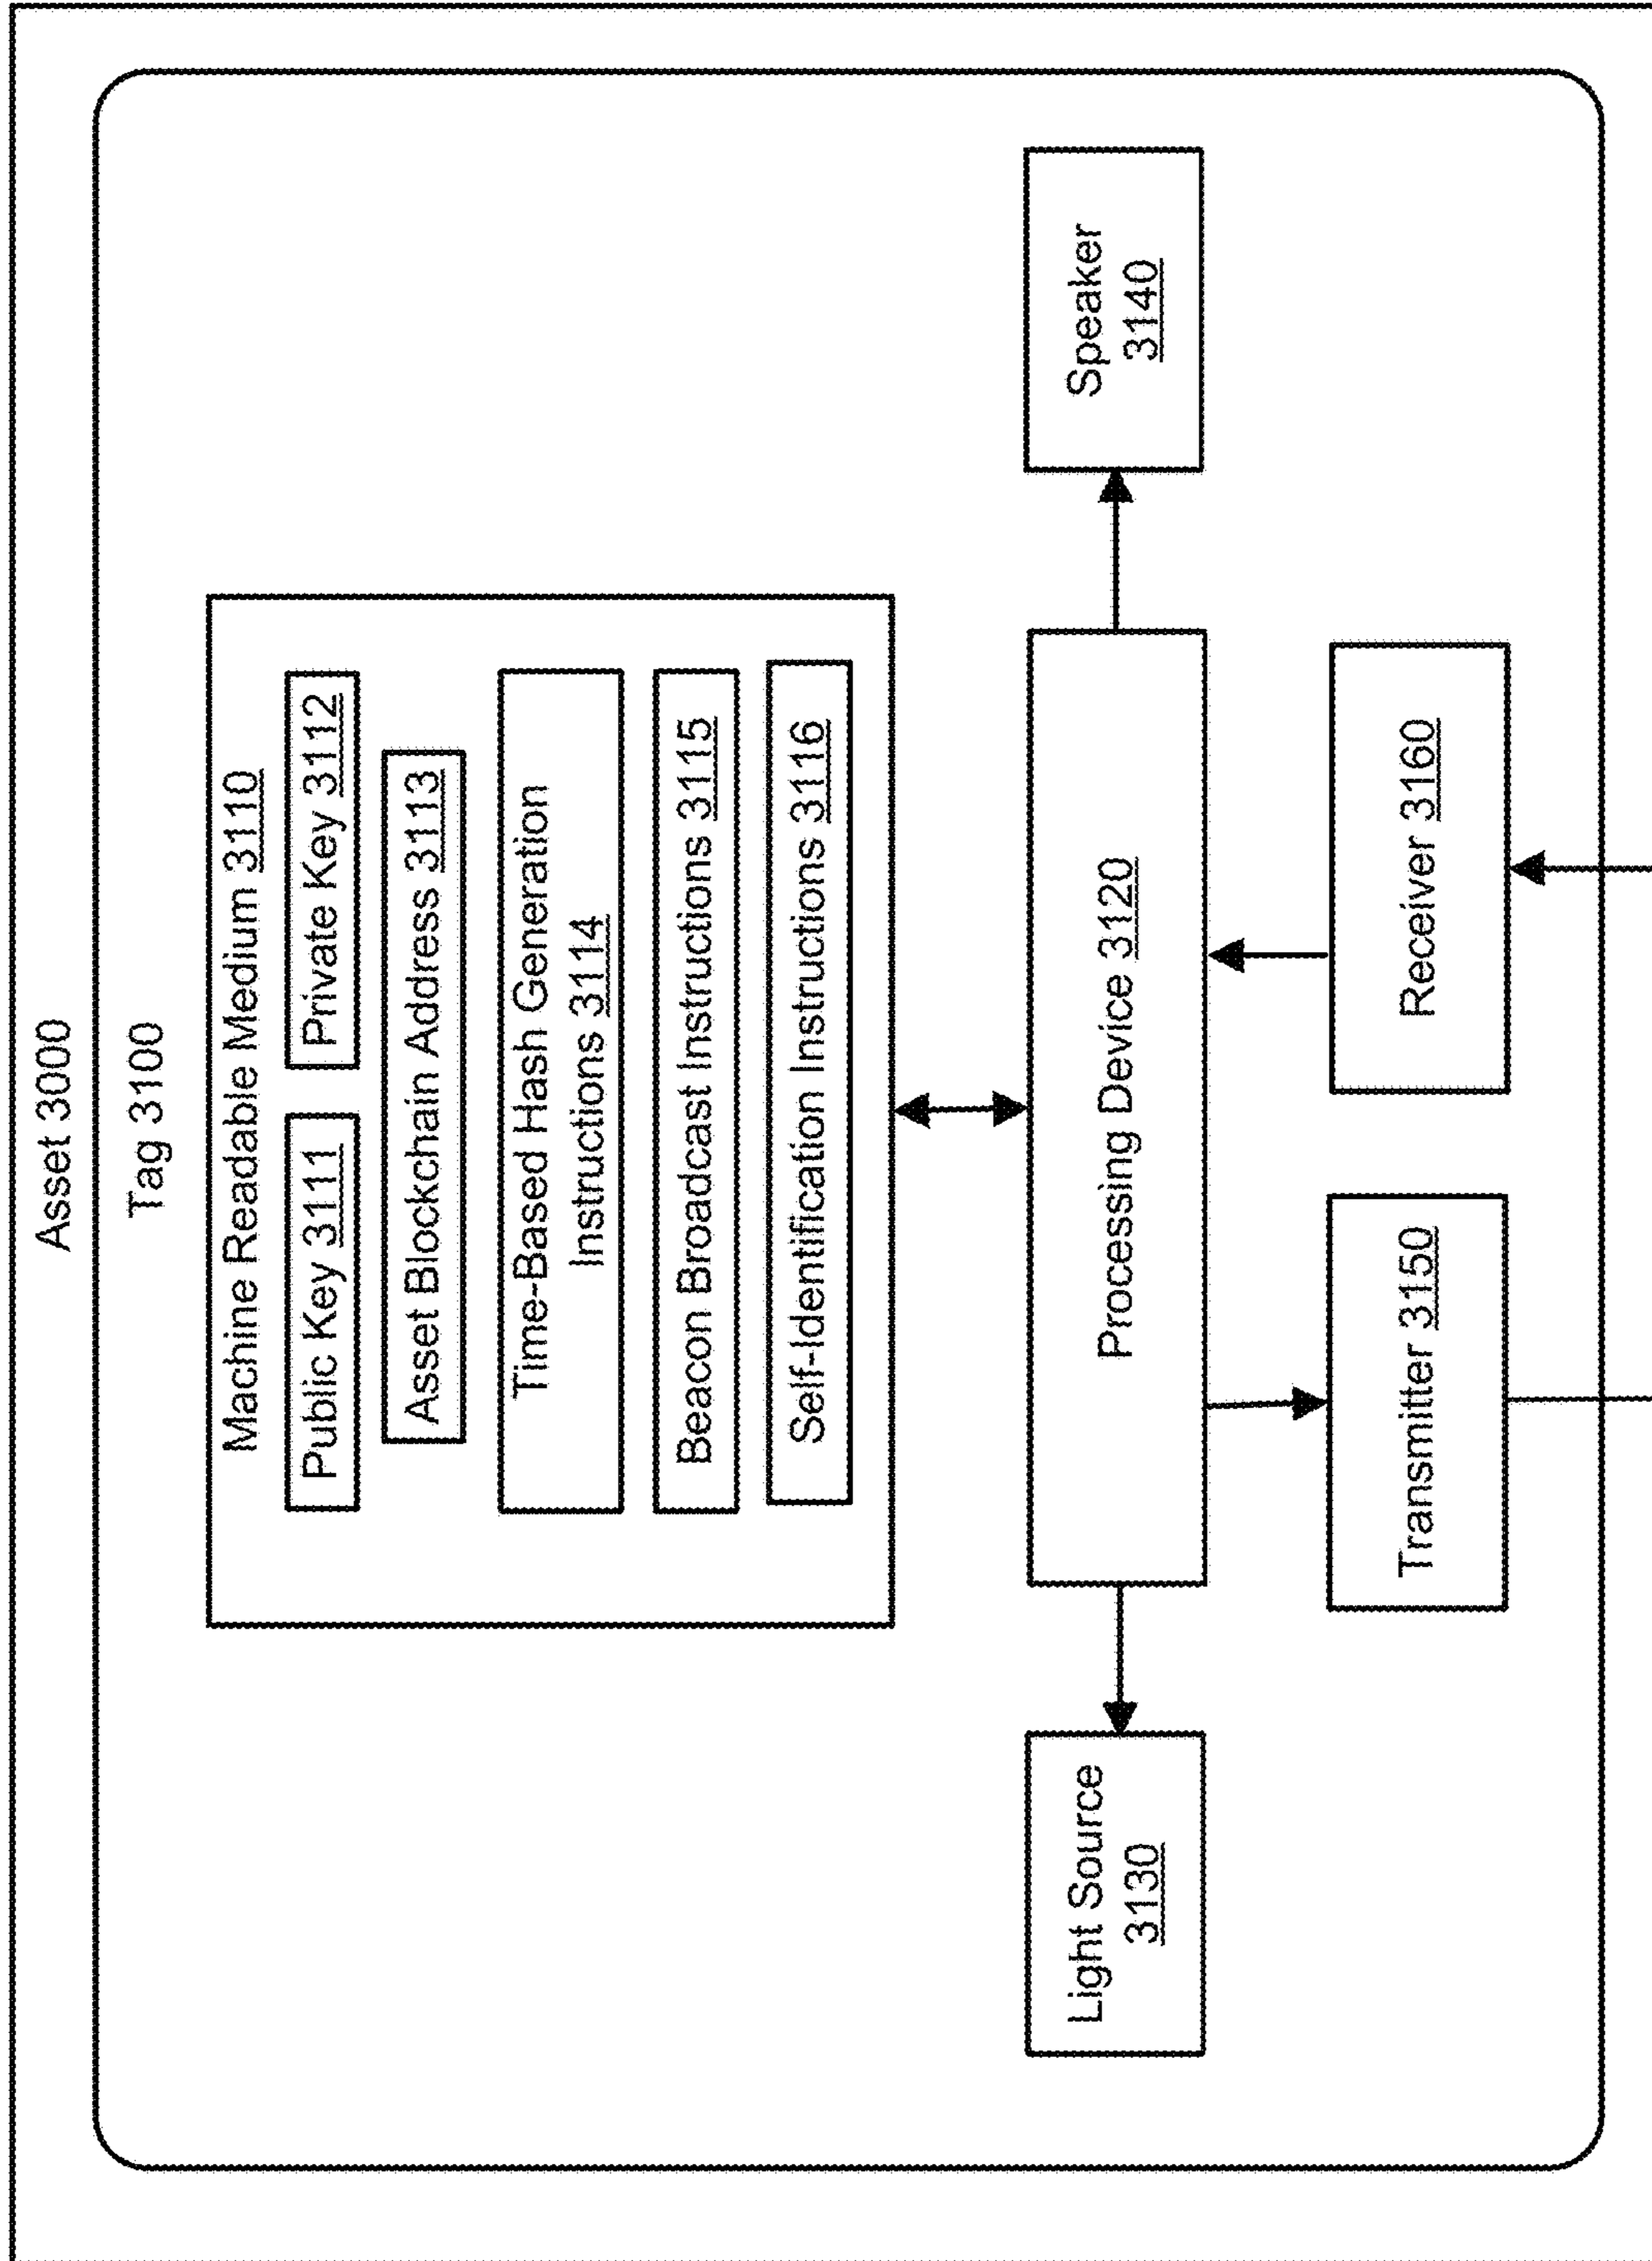 Asset 3000
Tag 3100
Machine Readable Medium 3110
Public Key 3111
Private Key 3112
Asset Blockchain Address 3113
Time-Based Hash Generation
Instructions 3114
Beacon Broadcast Instructions 3115
Self-Identification Instructions 3116
Light Source
3130
Processing Device 3120
Speaker
3140
Transmitter 3150
Receiver 3160